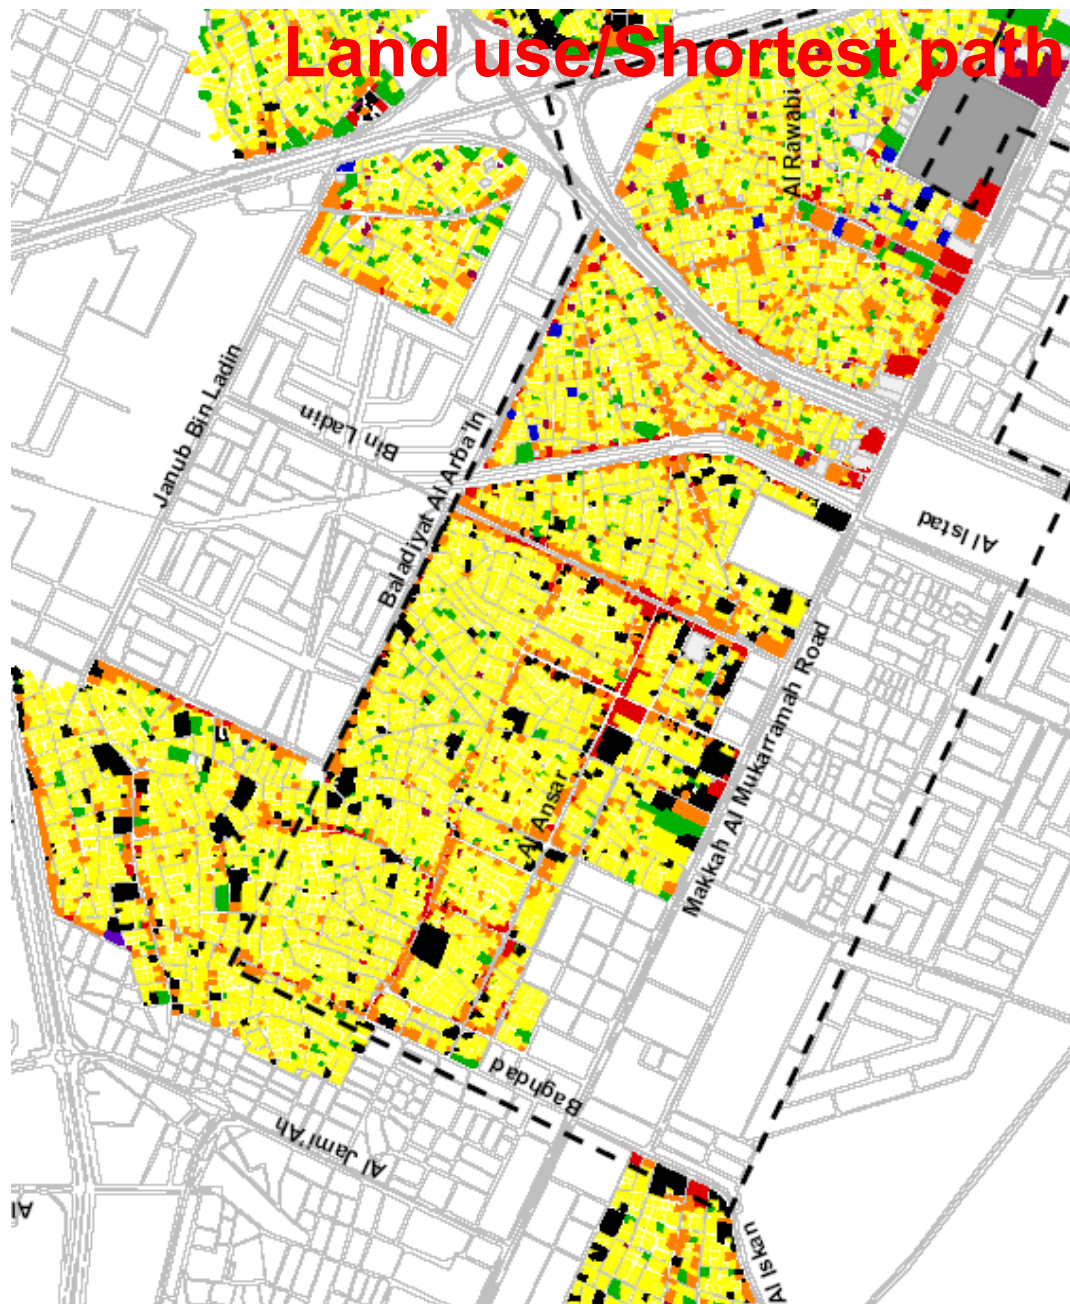 Land use/Shortest path
Al Rawabi
Janub Bin Ladin
Bin Ladin
Baladiyat Al Arba'In
Al Istad
Makkah Al Mukarramah Road
Al Ansar
Baghdad
Al Jami'Ah
Al Iskan